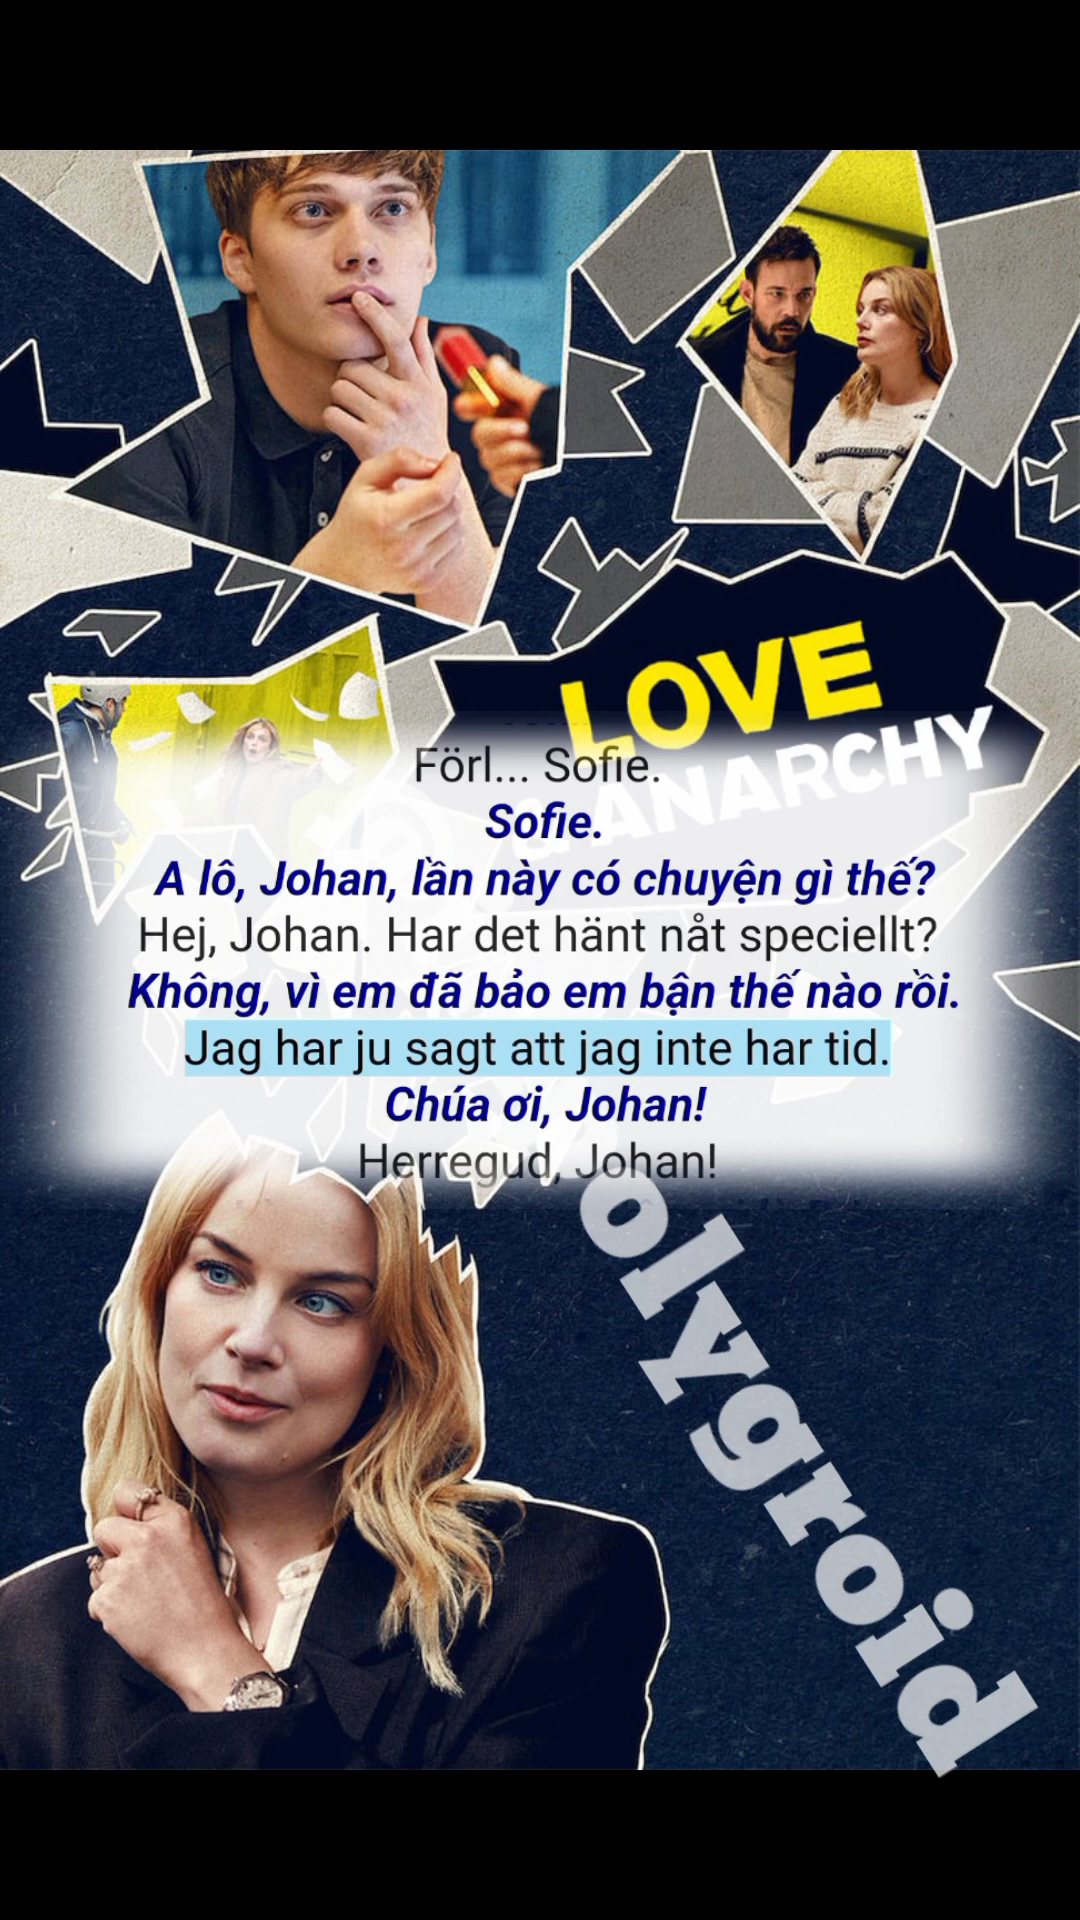 LOVE
& ANARCHY
Förl... Sofie.
Sofie.
A lô, Johan, lần này có chuyện gì thế?
Hej, Johan. Har det hänt nåt speciellt?
Không, vì em đã bảo em bận thế nào rồi.
Jag har ju sagt att jag inte har tid.
Chúa ơi, Johan!
Herregud, Johan!
olygroid